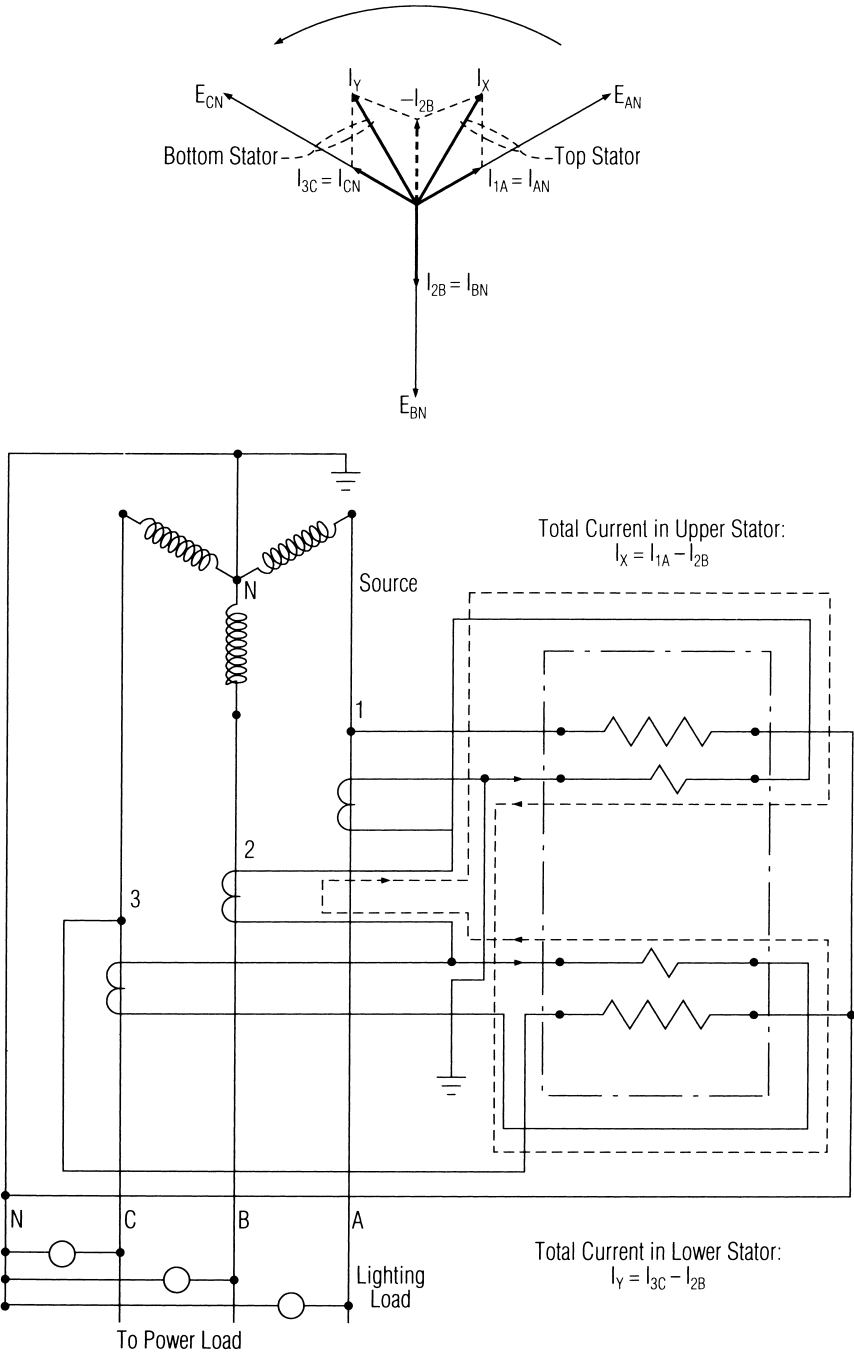 I_Y
I_X
E_CN
–I_2B
E_AN
Bottom Stator
Top Stator
I_3C = I_CN
I_1A = I_AN
I_2B = I_BN
E_BN
Total Current in Upper Stator:
I_X = I_1A – I_2B
N
Source
1
2
3
N
C
B
A
Total Current in Lower Stator:
I_Y = I_3C – I_2B
Lighting
Load
To Power Load